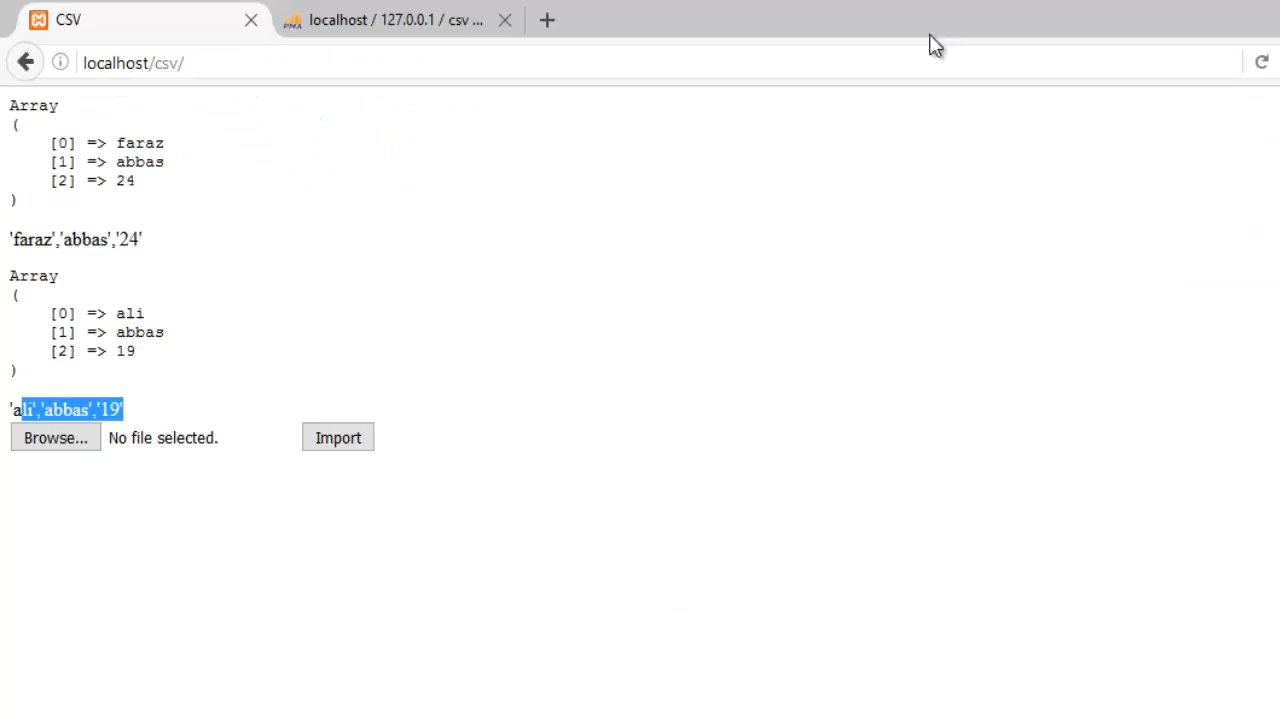 CSV
PMA localhost / 127.0.0.1 / csv ...
localhost/csv/
Array
(
[0] => faraz
[1] => abbas
[2] => 24
)
'faraz','abbas','24'
Array
(
[0] => ali
[1] => abbas
[2] => 19
)
'ali','abbas','19'
Browse... No file selected. Import